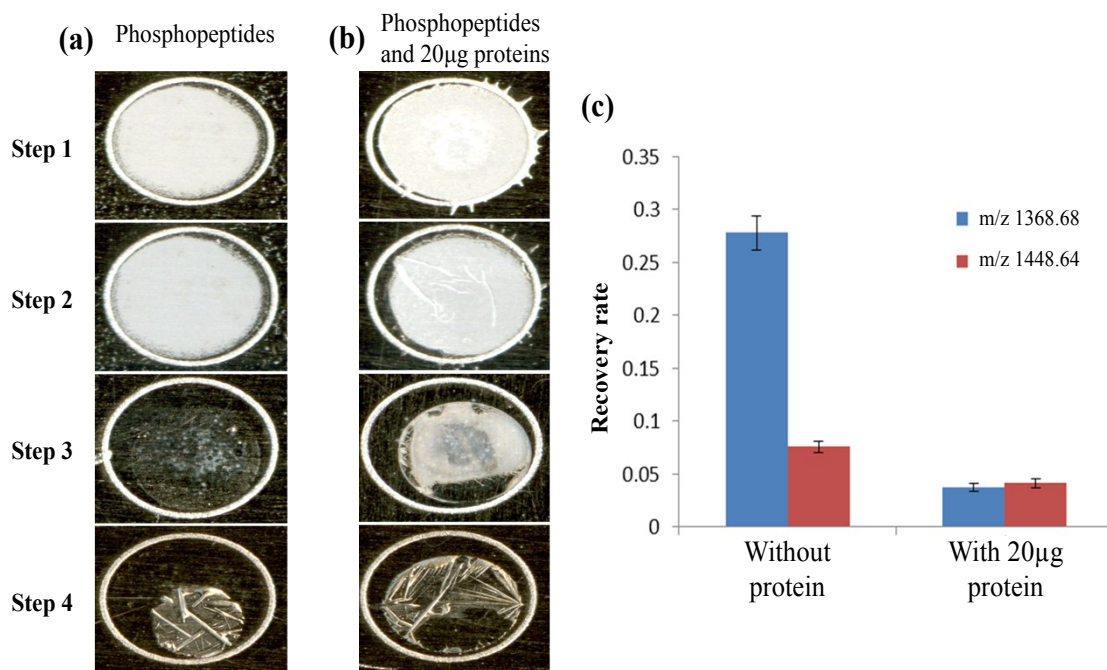 (a) Phosphopeptides
(b) Phosphopeptides
and 20µg proteins
Step 1
Step 2
Step 3
Step 4
(c)
0.35
0.3
0.25
0.2
0.15
0.1
0.05
0
Recovery rate
m/z 1368.68
m/z 1448.64
Without
protein
With 20µg
protein